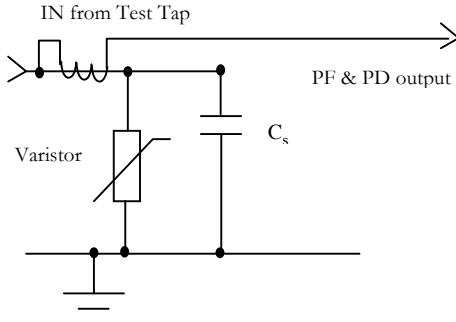 IN from Test Tap
PF & PD output
Varistor
Cs